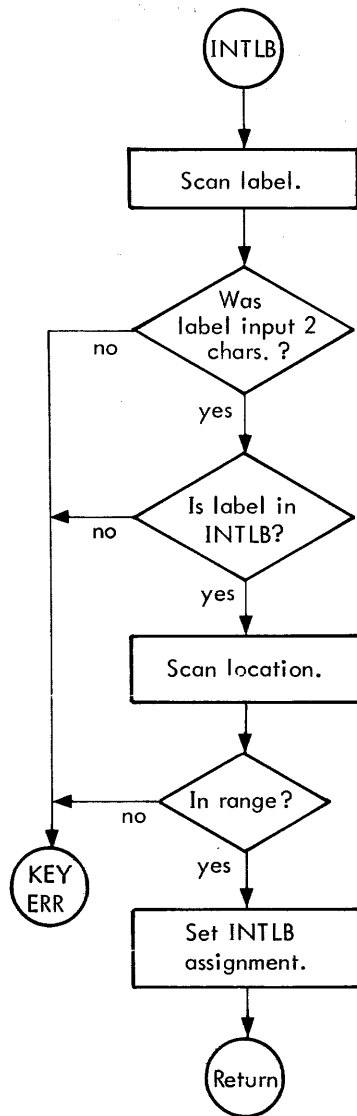 INTLB
Scan label.
Was
label input 2
chars. ?
no
yes
Is label in
INTLB?
no
yes
Scan location.
In range?
no
yes
KEY
ERR
Set INTLB
assignment.
Return